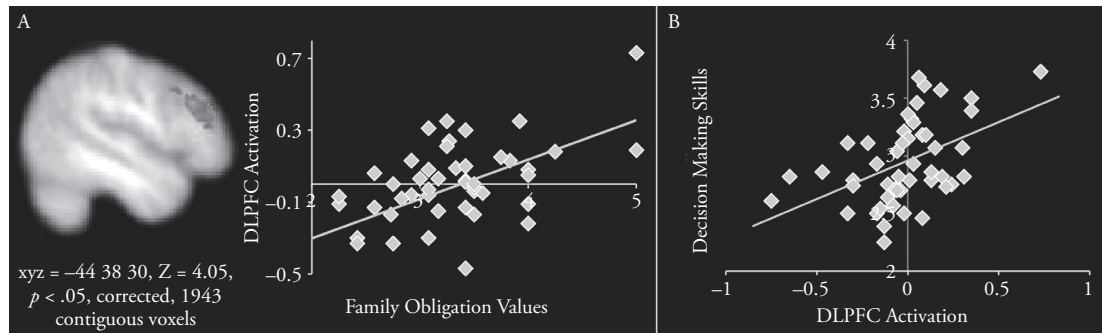 A
0.7
0.3
−0.1
−0.5
DLPFC Activation
2
3
4
5
Family Obligation Values
xyz = –44 38 30, Z = 4.05,
p < .05, corrected, 1943
contiguous voxels
B
Decision Making Skills
4
3.5
3
2.5
2
−1
−0.5
0
0.5
1
DLPFC Activation